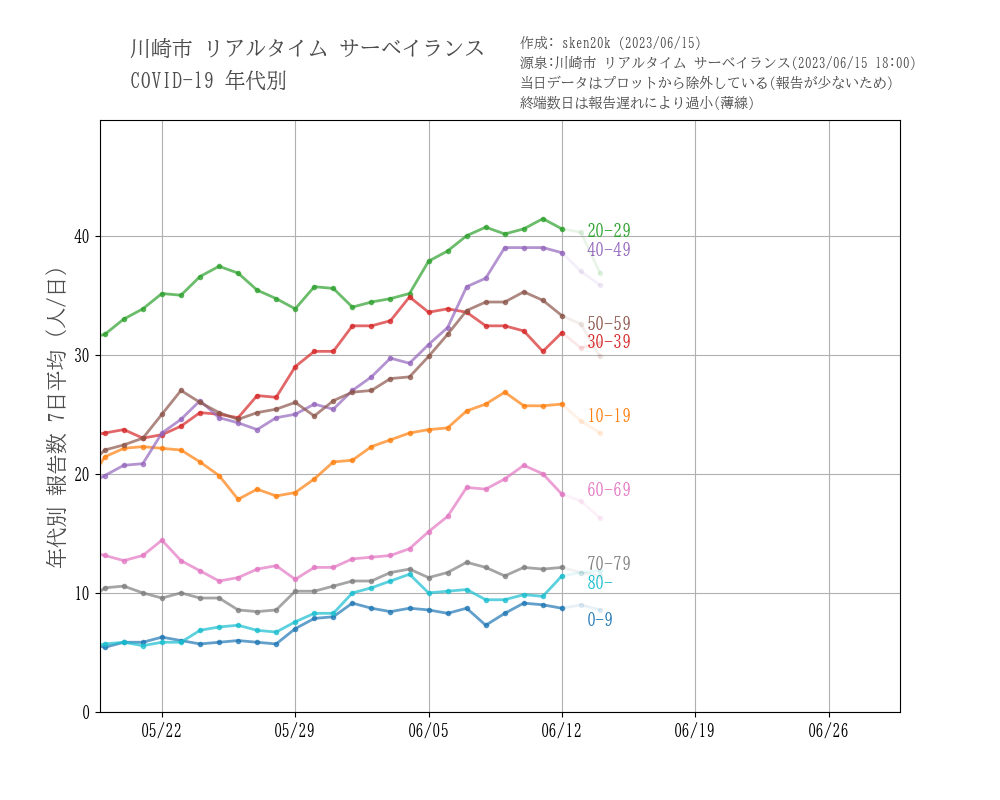 川崎市 リアルタイム サーベイランス
COVID-19 年代別
作成: sken20k (2023/06/15)
源泉:川崎市 リアルタイム サーベイランス(2023/06/15 18:00)
当日データはプロットから除外している(報告が少ないため)
終端数日は報告遅れにより過小(薄線)
年代別 報告数 7日平均 (人/日)
40
30
20
10
0
20-29
40-49
50-59
30-39
10-19
60-69
70-79
80-
0-9
05/22
05/29
06/05
06/12
06/19
06/26